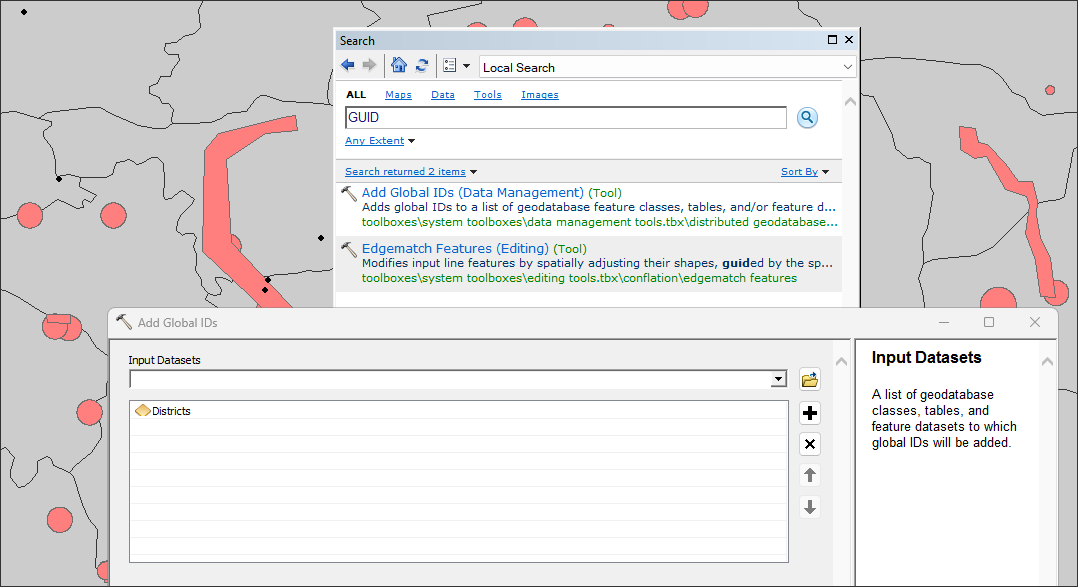 Search
Local Search
ALL Maps Data Tools Images
GUID
Any Extent
Search returned 2 items Sort By
Add Global IDs (Data Management) (Tool)
Adds global IDs to a list of geodatabase feature classes, tables, and/or feature d...
toolboxes\system toolboxes\data management tools.tbx\distributed geodatabase...
Edgematch Features (Editing) (Tool)
Modifies input line features by spatially adjusting their shapes, guided by the sp...
toolboxes\system toolboxes\editing tools.tbx\conflation\edgematch features
Add Global IDs
Input Datasets
Districts
Input Datasets
A list of geodatabase
classes, tables, and
feature datasets to which
global IDs will be added.